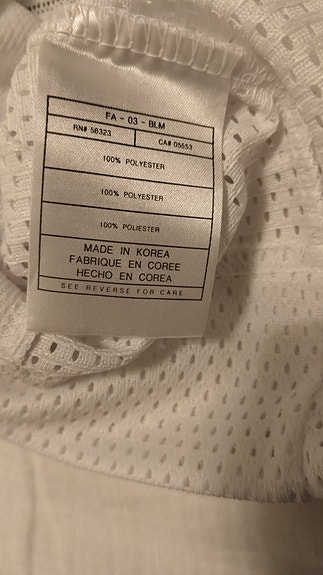 FA - 03 - BLM
RN# 56323 CA# 05553
100% POLYESTER
100% POLYESTER
100% POLIESTER
MADE IN KOREA
FABRIQUE EN COREE
HECHO EN COREA
SEE REVERSE FOR CARE